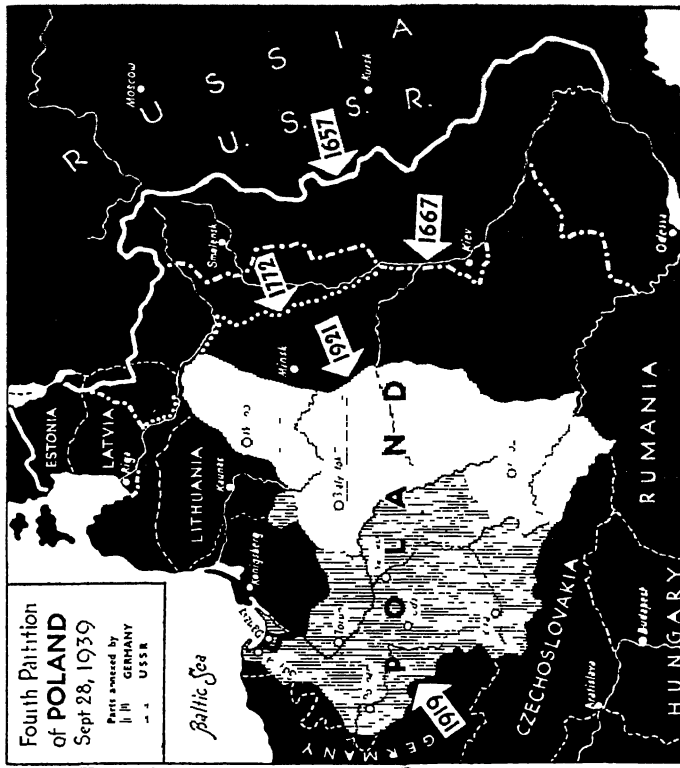 Fourth Partition
of POLAND
Sept 28, 1939
Parts annexed by
GERMANY
USSR
Baltic Sea
ESTONIA
LATVIA
Riga
LITHUANIA
Kaunas
Königsberg
RUSSIA
U. S. S. R.
Moscow
Kursk
Smolensk
Minsk
Kiev
Odessa
1657
1667
1772
1921
1919
POLAND
GERMANY
CZECHOSLOVAKIA
Bratislava
HUNGARY
Budapest
RUMANIA